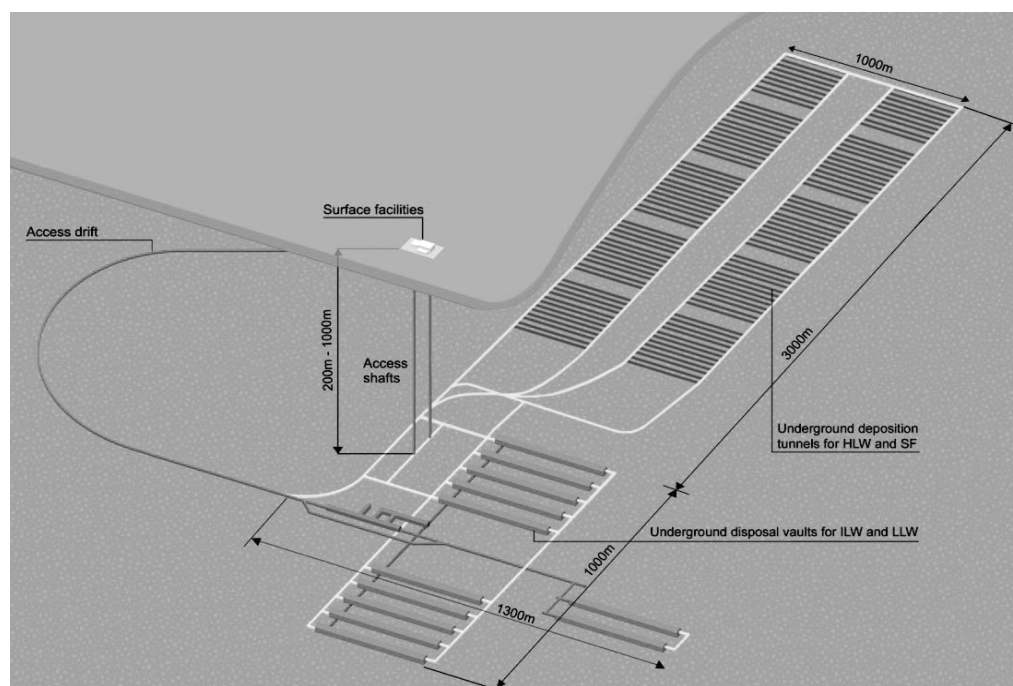 1000m
Surface facilities
Access drift
200m - 1000m
Access
shafts
3000m
Underground deposition
tunnels for HLW and SF
Underground disposal vaults for ILW and LLW
1000m
1300m